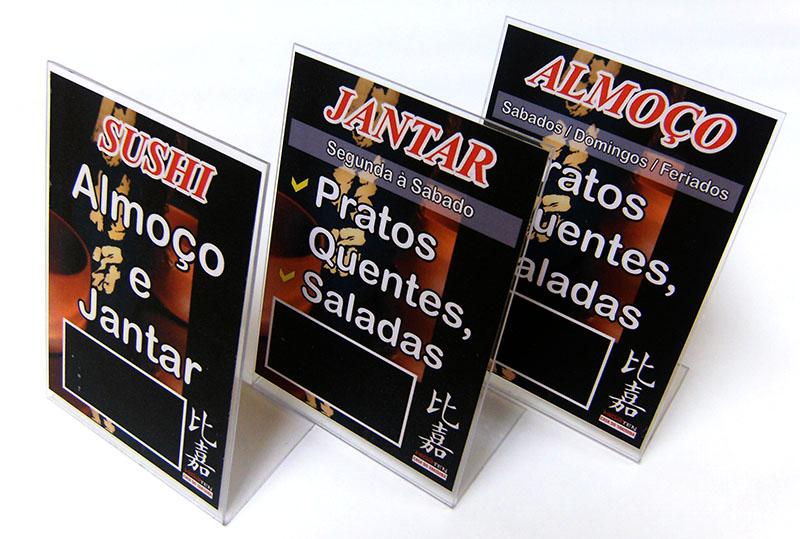 SUSHI
Almoço
e
Jantar
比
嘉
JANTAR
Segunda à Sabado
Pratos
Quentes,
Saladas
比
嘉
ALMOÇO
Sabados / Domingos / Feriados
ratos
uentes,
aladas
比
嘉